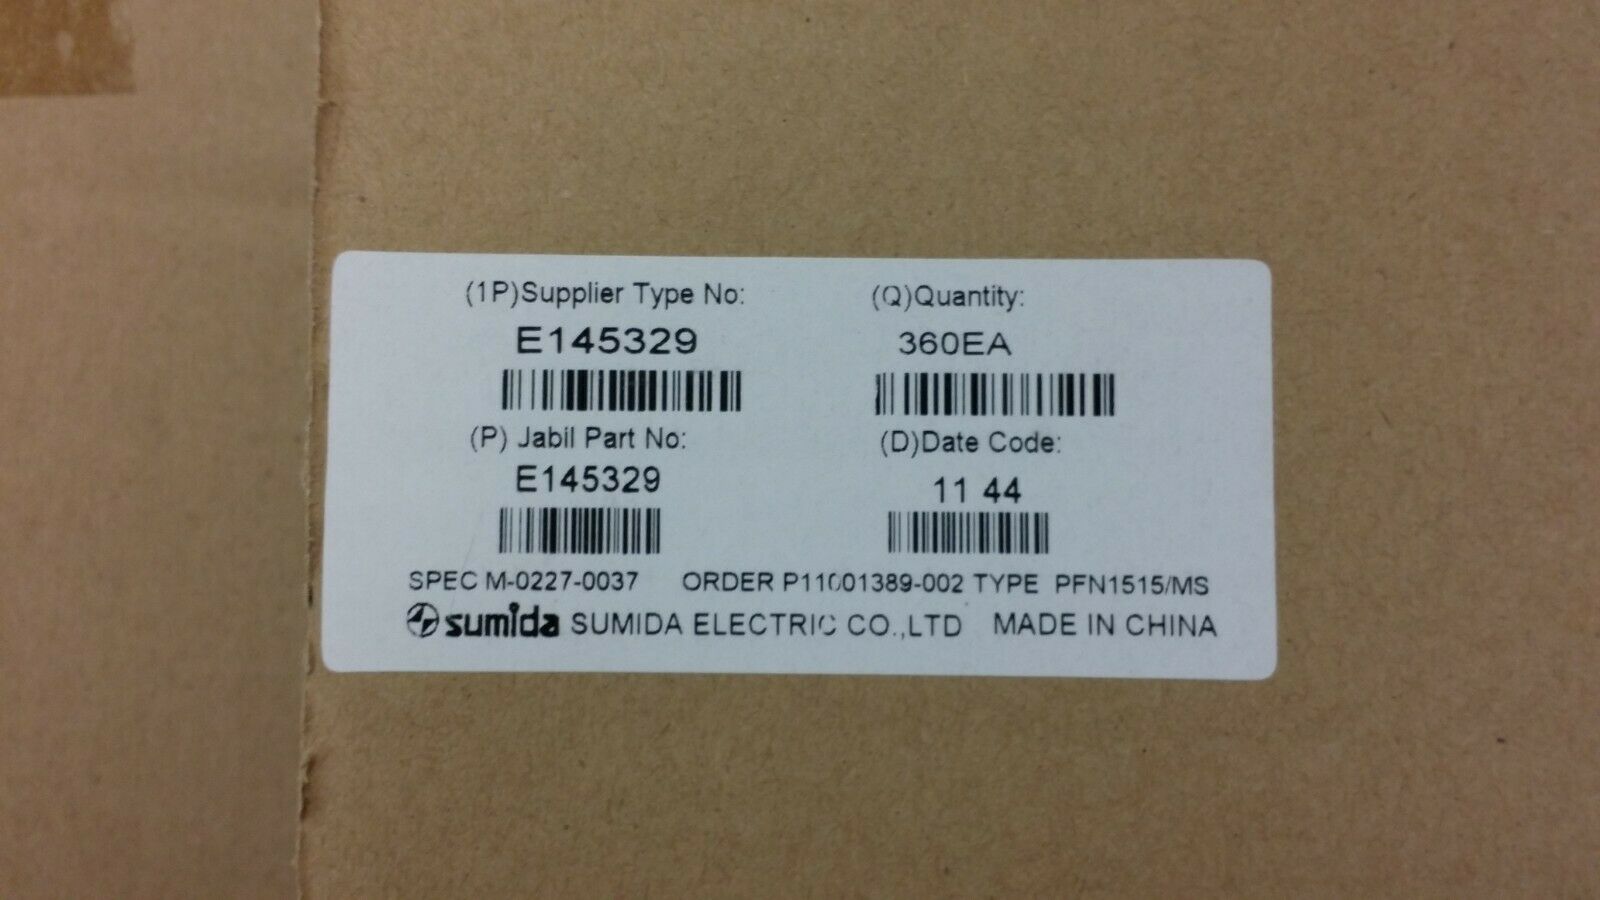 (1P)Supplier Type No: (Q)Quantity:
E145329 360EA
(P) Jabil Part No: (D)Date Code:
E145329 11 44
SPEC M-0227-0037 ORDER P11001389-002 TYPE PFN1515/MS
sumida SUMIDA ELECTRIC CO.,LTD MADE IN CHINA